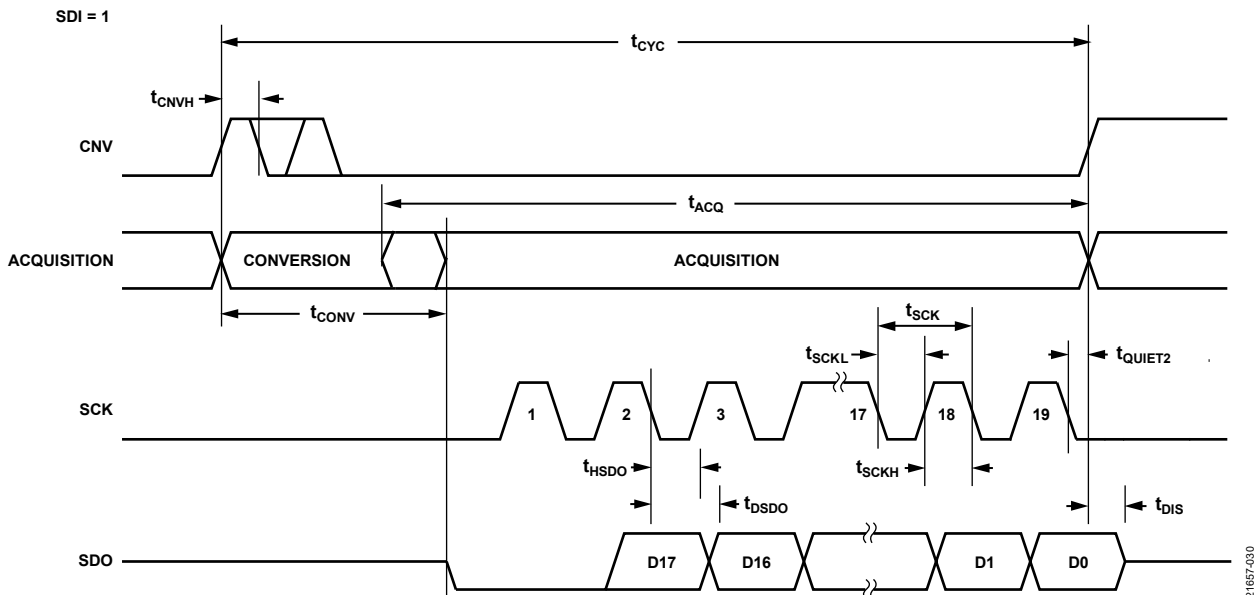 SDI = 1
tCYC
tCNVH
CNV
tACQ
ACQUISITION
CONVERSION
ACQUISITION
tCONV
tSCK
tSCKL
tQUIET2
SCK
1
2
3
17
18
19
tHSDO
tSCKH
tDSDO
tDIS
SDO
D17
D16
D1
D0
21657-030